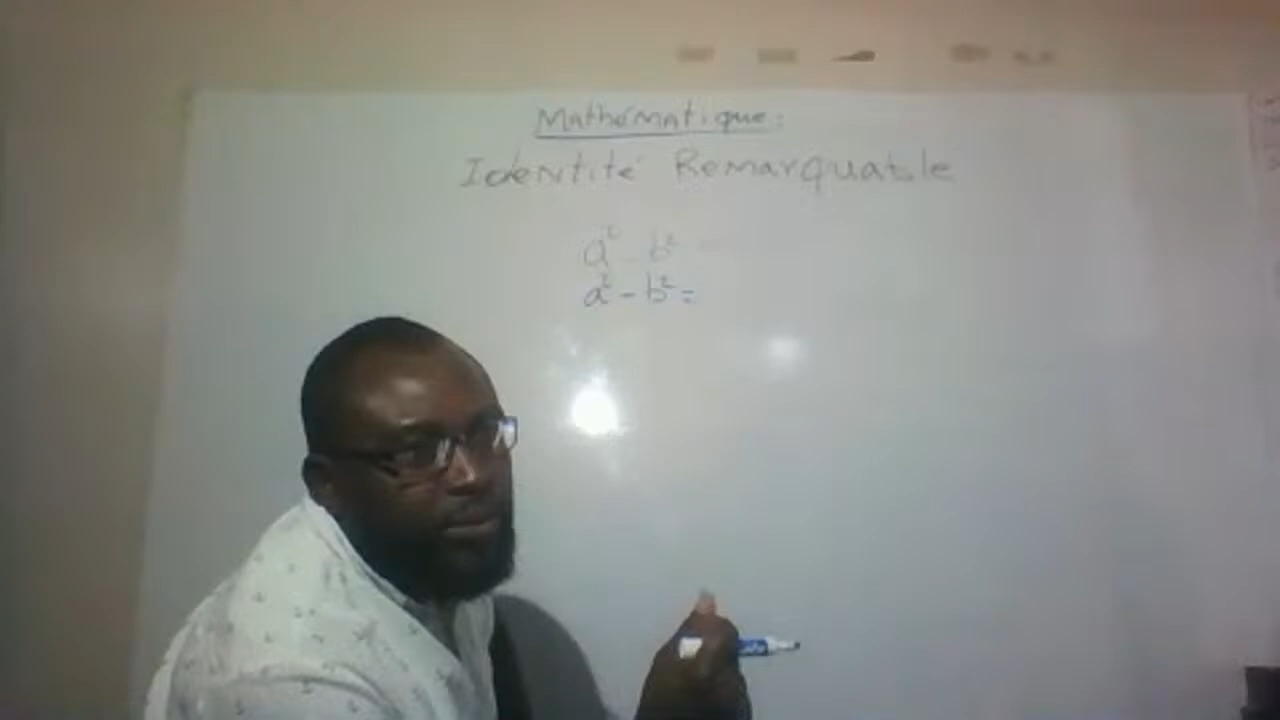 Mathématique:
Identité Remarquable
a² - b²
a² - b² =